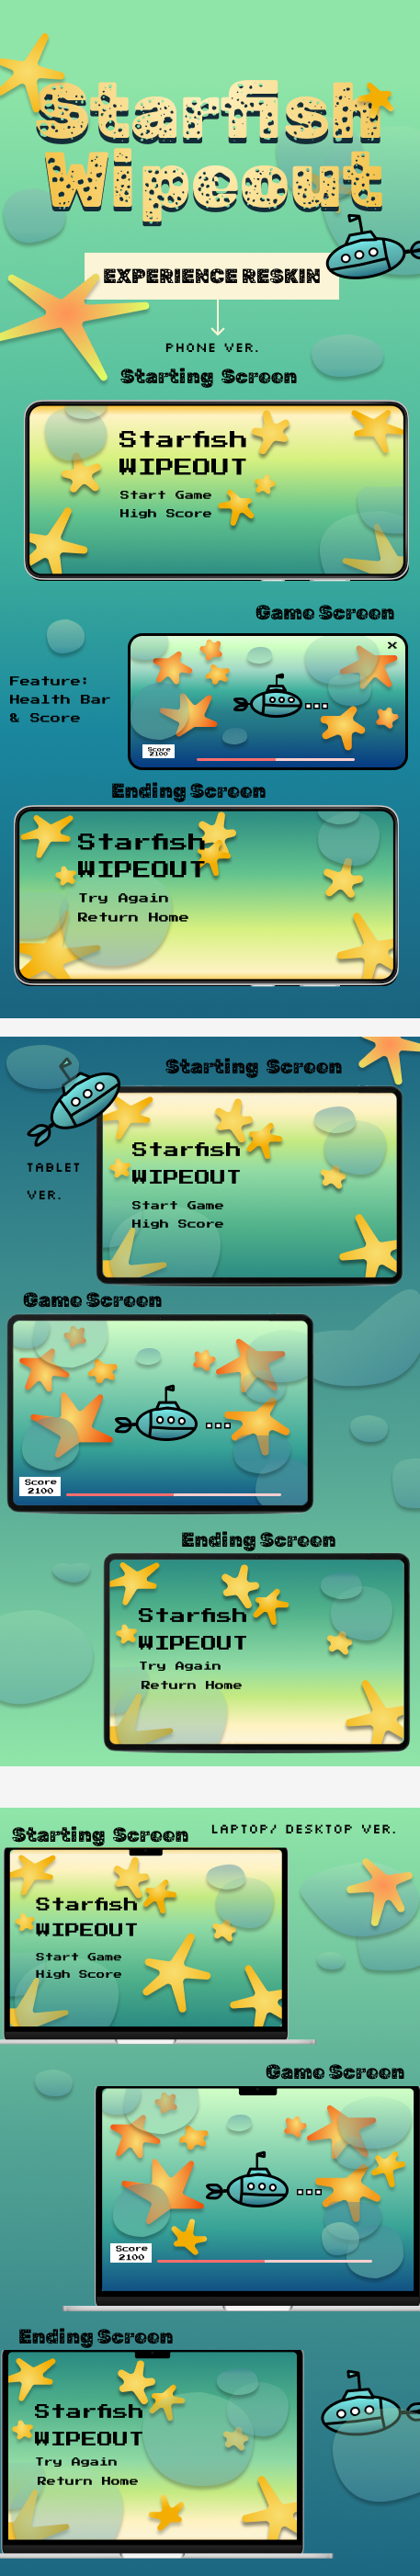 Starfish
Wipeout
EXPERIENCE RESKIN
PHONE VER.
Starting Screen
Starfish
WIPEOUT
Start Game
High Score
Game Screen
Feature:
Health Bar
& Score
X
Score
2100
Ending Screen
Starfish
WIPEOUT
Try Again
Return Home
Starting Screen
TABLET
VER.
Starfish
WIPEOUT
Start Game
High Score
Game Screen
Score
2100
Ending Screen
Starfish
WIPEOUT
Try Again
Return Home
LAPTOP/ DESKTOP VER.
Starting Screen
Starfish
WIPEOUT
Start Game
High Score
Game Screen
Score
2100
Ending Screen
Starfish
WIPEOUT
Try Again
Return Home